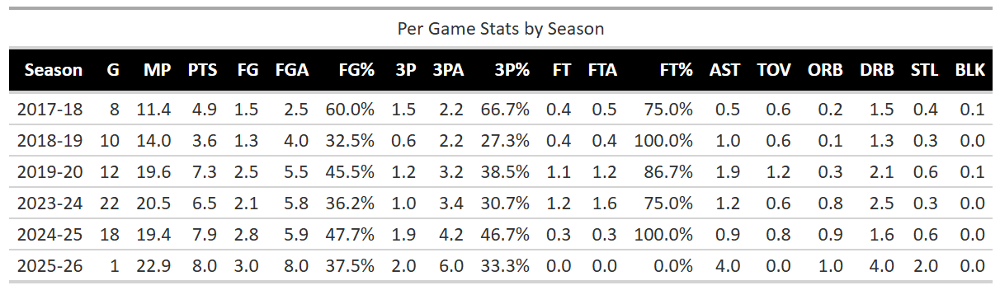 Per Game Stats by Season
Season G MP PTS FG FGA FG% 3P 3PA 3P% FT FTA FT% AST TOV ORB DRB STL BLK
2017-18 8 11.4 4.9 1.5 2.5 60.0% 1.5 2.2 66.7% 0.4 0.5 75.0% 0.5 0.6 0.2 1.5 0.4 0.1
2018-19 10 14.0 3.6 1.3 4.0 32.5% 0.6 2.2 27.3% 0.4 0.4 100.0% 1.0 0.6 0.1 1.3 0.3 0.0
2019-20 12 19.6 7.3 2.5 5.5 45.5% 1.2 3.2 38.5% 1.1 1.2 86.7% 1.9 1.2 0.3 2.1 0.6 0.1
2023-24 22 20.5 6.5 2.1 5.8 36.2% 1.0 3.4 30.7% 1.2 1.6 75.0% 1.2 0.6 0.8 2.5 0.3 0.0
2024-25 18 19.4 7.9 2.8 5.9 47.7% 1.9 4.2 46.7% 0.3 0.3 100.0% 0.9 0.8 0.9 1.6 0.6 0.0
2025-26 1 22.9 8.0 3.0 8.0 37.5% 2.0 6.0 33.3% 0.0 0.0 0.0% 4.0 0.0 1.0 4.0 2.0 0.0